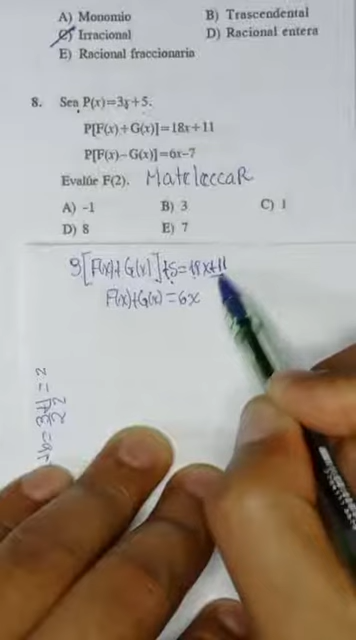 A) Monomio B) Trascendental
C) Irracional D) Racional entera
E) Racional fraccionaria
8. Sea P(x)=3x+5.
P[F(x)+G(x)]=18x+11
P[F(x)-G(x)]=6x-7
Evalúe F(2). MateleccaR
A) -1 B) 3 C) 1
D) 8 E) 7
3[F(x)+G(x)]+5=18x+11
F(x)+G(x)=6x